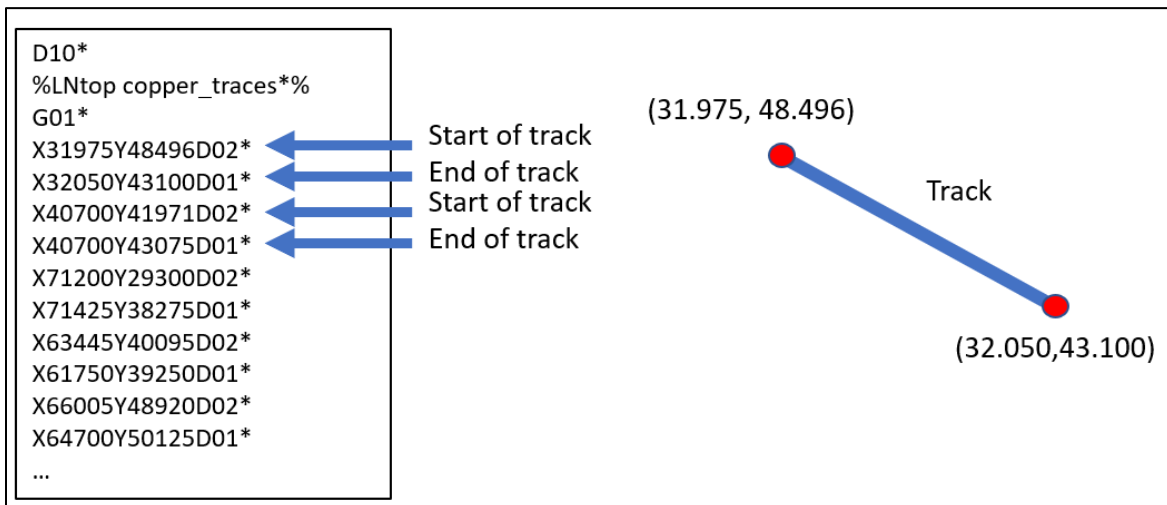 D10*
%LNtop copper_traces*%
G01*
X31975Y48496D02*
X32050Y43100D01*
X40700Y41971D02*
X40700Y43075D01*
X71200Y29300D02*
X71425Y38275D01*
X63445Y40095D02*
X61750Y39250D01*
X66005Y48920D02*
X64700Y50125D01*
...
Start of track
End of track
Start of track
End of track
(31.975, 48.496)
Track
(32.050,43.100)